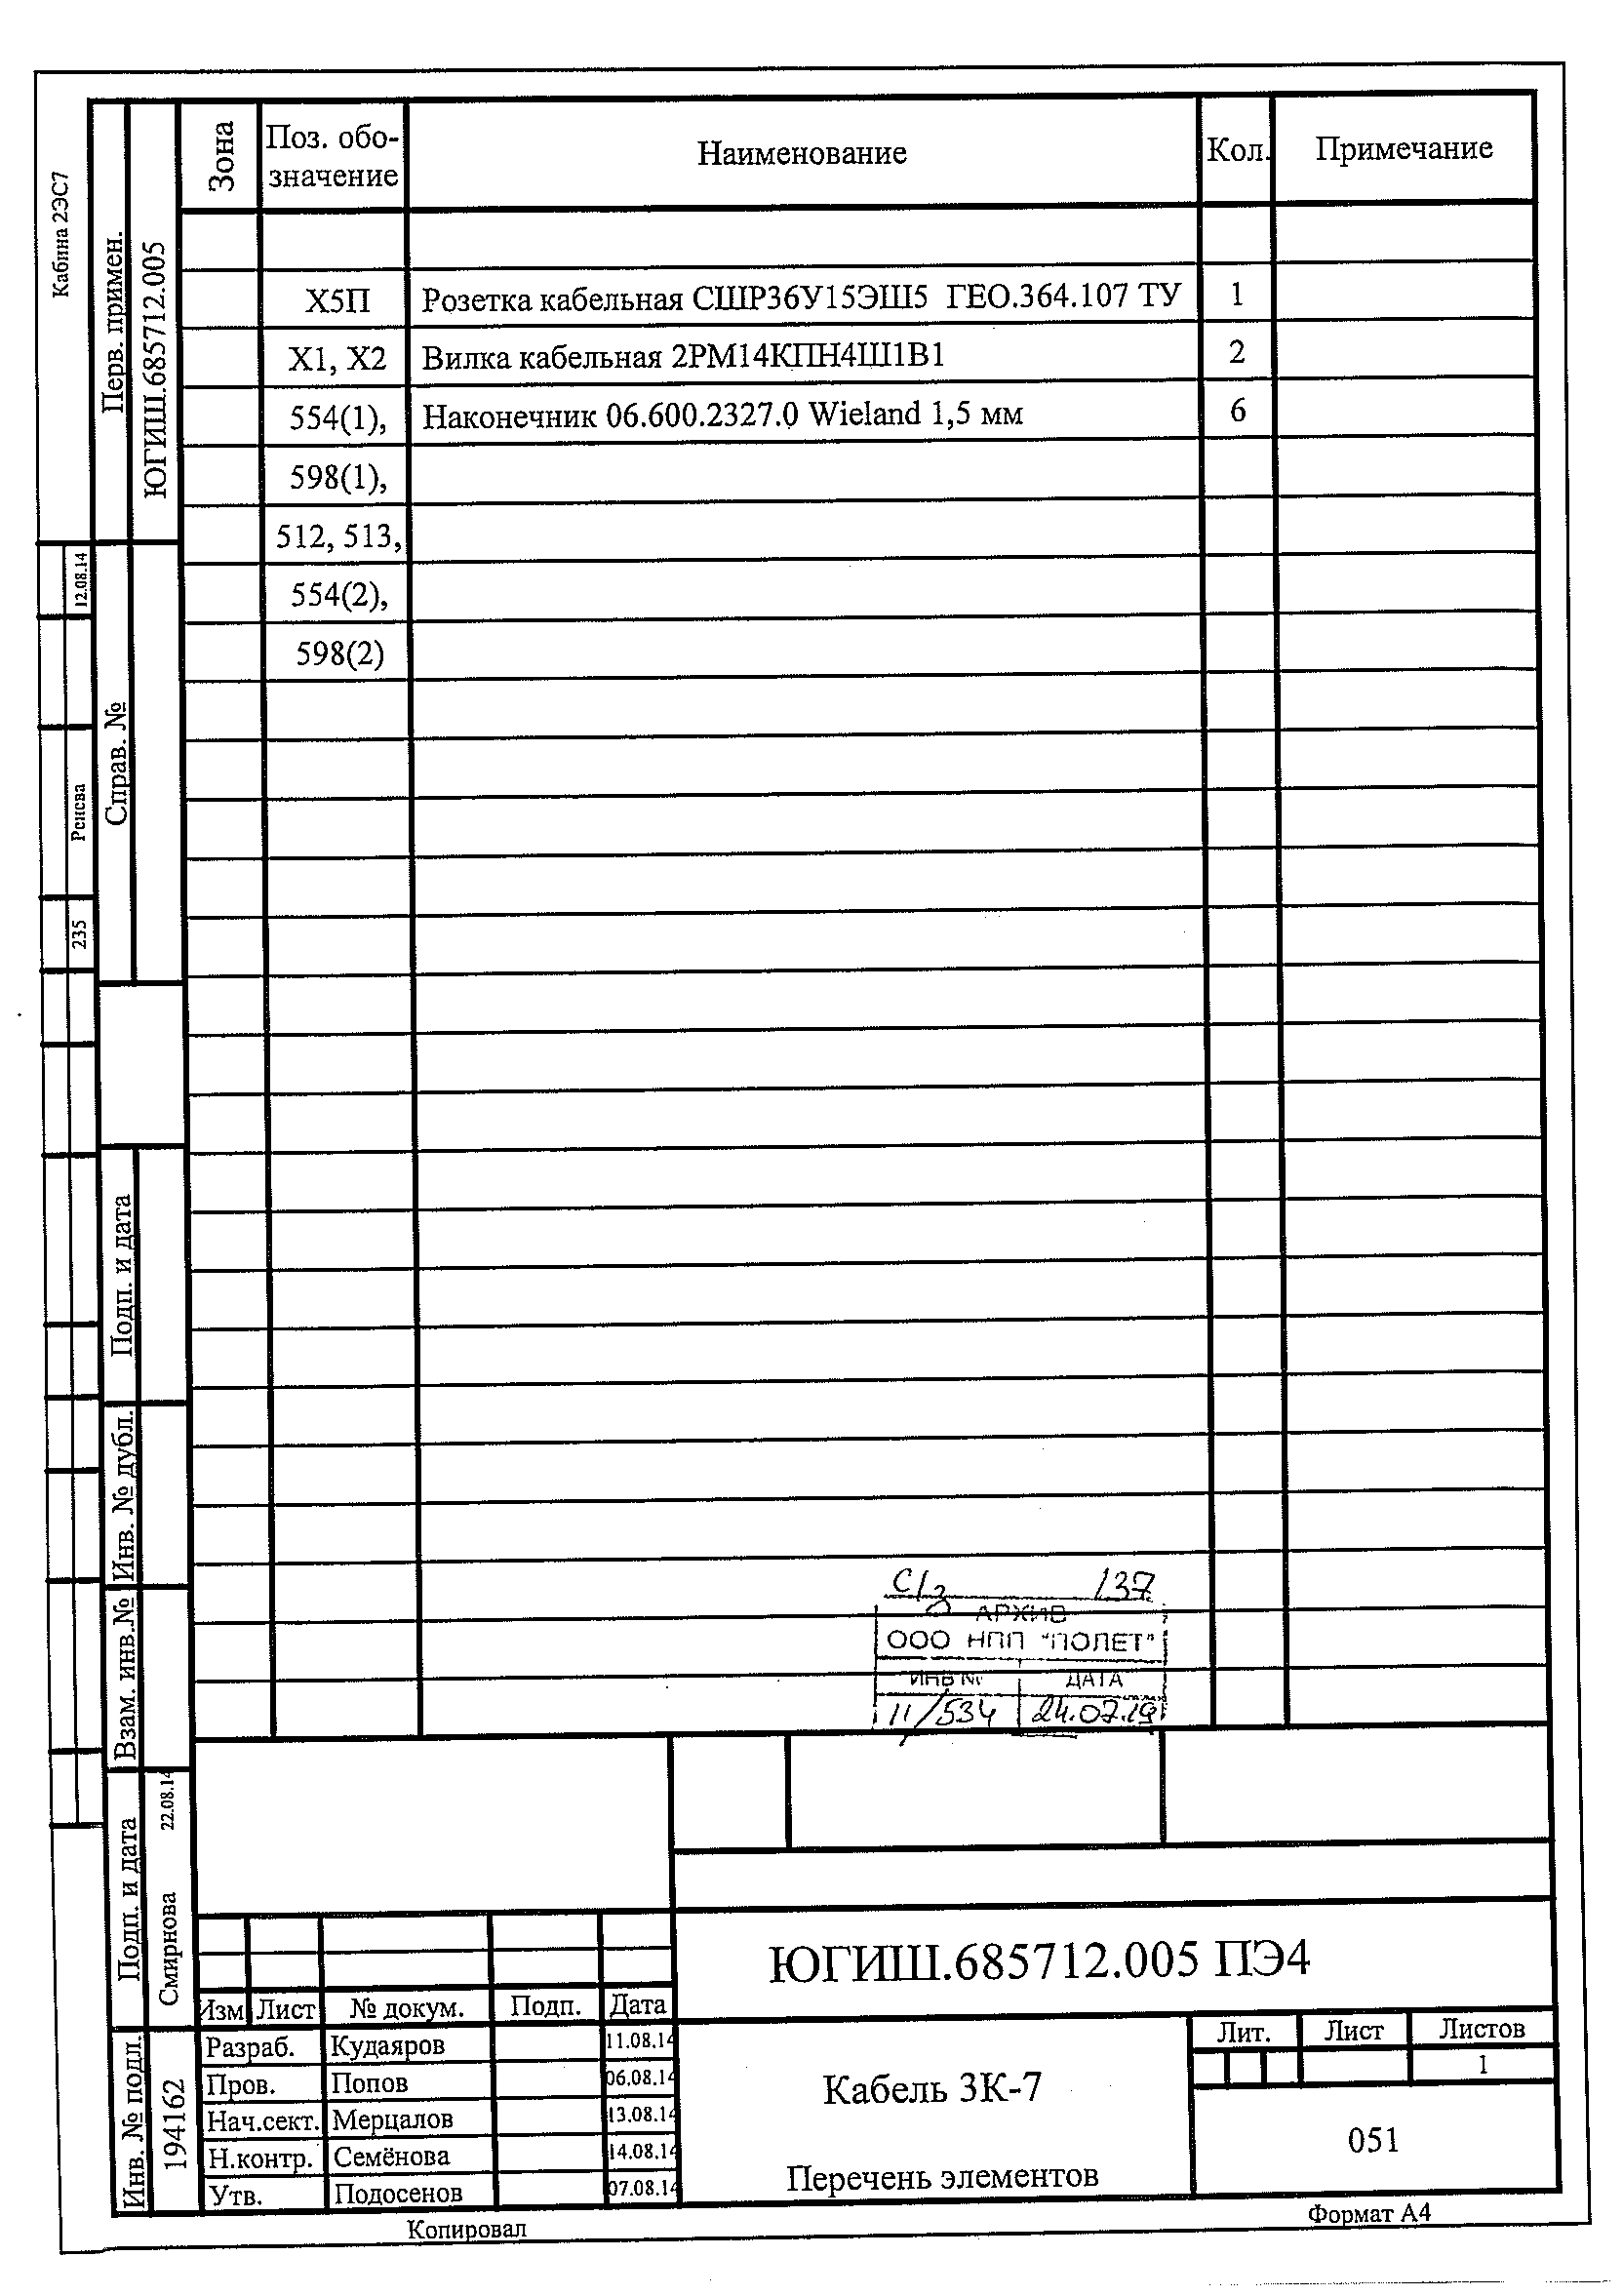 Кабина 2ЭС7
Перв. примен.
ЮГИШ.685712.005
Справ. №
12.08.14
Ренева
235
Подп. и дата
Инв. № дубл.
Взам. инв.№
Подп. и дата
Смирнова 22.08.14
Инв. № подл.
194162
Зона Поз. обо- Наименование Кол. Примечание
значение
Х5П Розетка кабельная СШР36У15ЭШ5 ГЕО.364.107 ТУ 1
Х1, Х2 Вилка кабельная 2РМ14КПН4Ш1В1 2
554(1), Наконечник 06.600.2327.0 Wieland 1,5 мм 6
598(1),
512, 513,
554(2),
598(2)
137
АРХИВ
ООО НПП "ПОЛЕТ"
ИНВ № ДАТА
11/534 24.07.19
ЮГИШ.685712.005 ПЭ4
Изм Лист № докум. Подп. Дата
Разраб. Кудаяров 11.08.14
Пров. Попов 06.08.14
Нач.сект. Мерцалов 13.08.14
Н.контр. Семёнова 14.08.14
Утв. Подосенов 07.08.14
Кабель 3К-7
Перечень элементов
Лит. Лист Листов
1
051
Копировал Формат А4